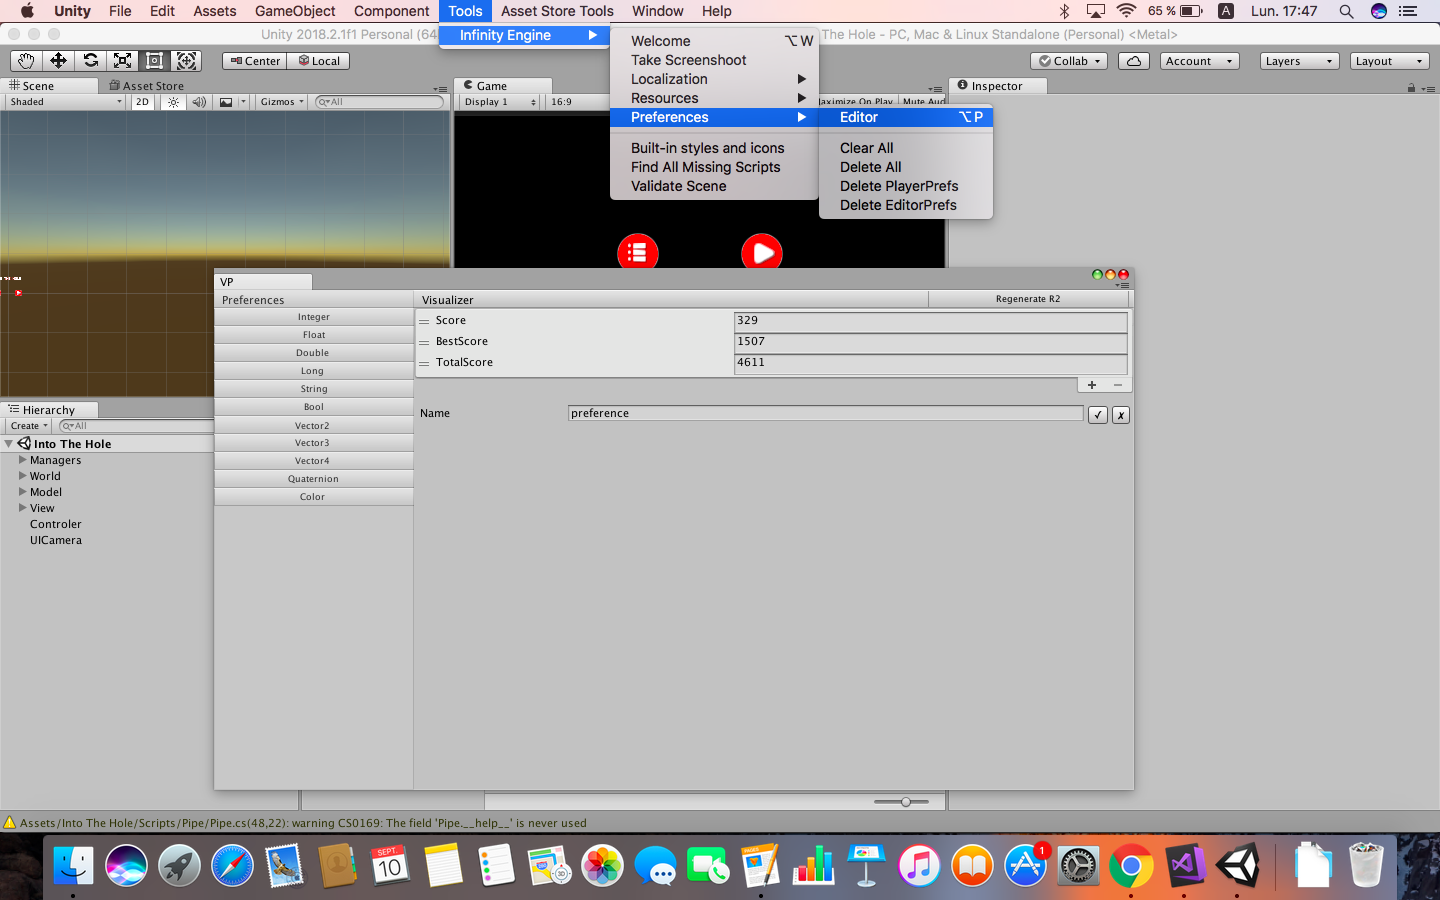 Unity File Edit Assets GameObject Component Tools Asset Store Tools Window Help 65 % A Lun. 17:47
Unity 2018.2.1f1 Personal (64
The Hole - PC, Mac & Linux Standalone (Personal) <Metal>
Infinity Engine
Welcome ⌥W
Take Screenshot
Localization
Resources
Preferences
Built-in styles and icons
Find All Missing Scripts
Validate Scene
Editor ⌥P
Clear All
Delete All
Delete PlayerPrefs
Delete EditorPrefs
Center Local
Collab Account Layers Layout
Scene Asset Store
Shaded 2D Gizmos All
Game
Display 1 16:9
Maximize On Play Mute Aud
Inspector
VP
Preferences
Integer
Float
Double
Long
String
Bool
Vector2
Vector3
Vector4
Quaternion
Color
Visualizer Regenerate R2
Score 329
BestScore 1507
TotalScore 4611
+ −
Name preference ✓ ✗
Hierarchy
Create All
Into The Hole
Managers
World
Model
View
Controler
UICamera
Assets/Into The Hole/Scripts/Pipe/Pipe.cs(48,22): warning CS0169: The field 'Pipe.__help__' is never used
SEPT.
10
PAGES
3D
1